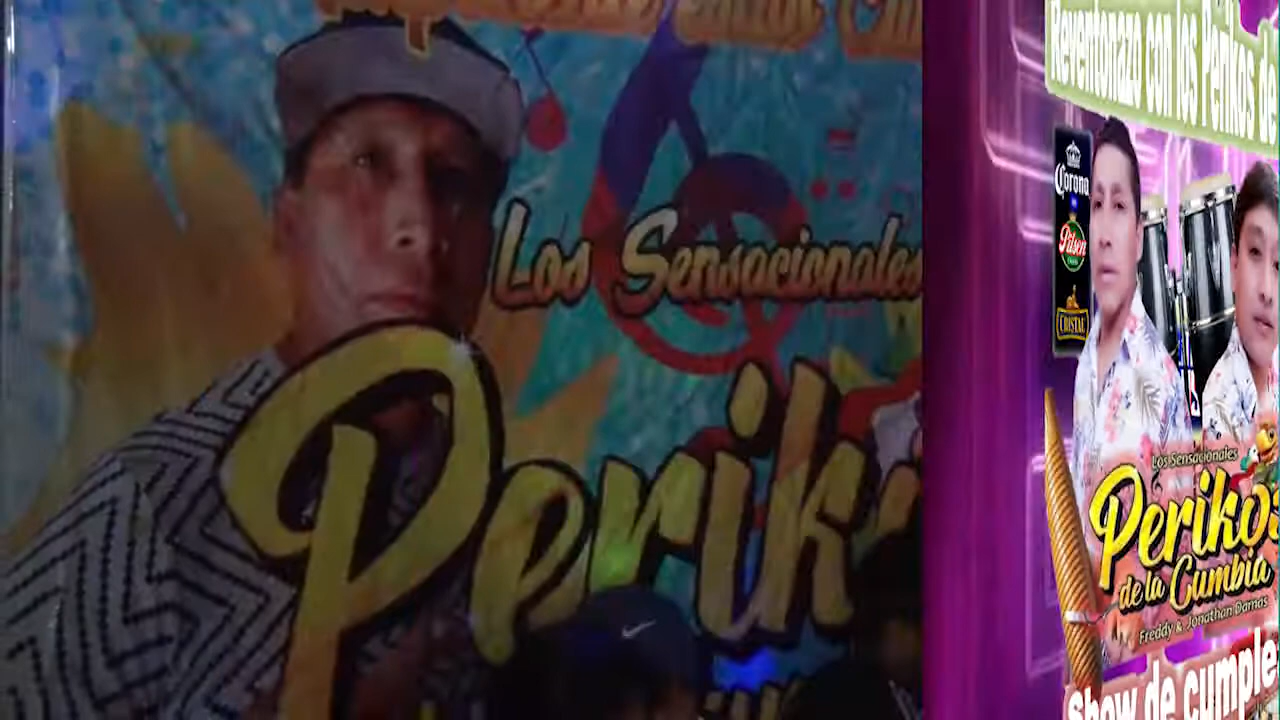 Los Sensacionales
Perik
Reventonazo con los Perikos de
Corona
Pilsen
CRISTAL
Los Sensacionales
Perikos
de la Cumbia
Freddy & Jonathan Damas
show de cumple